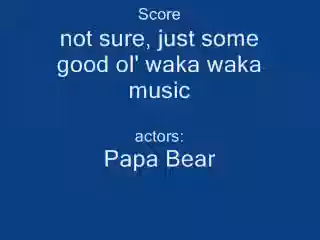 Score
not sure, just some
good ol' waka waka
music
actors:
Papa Bear